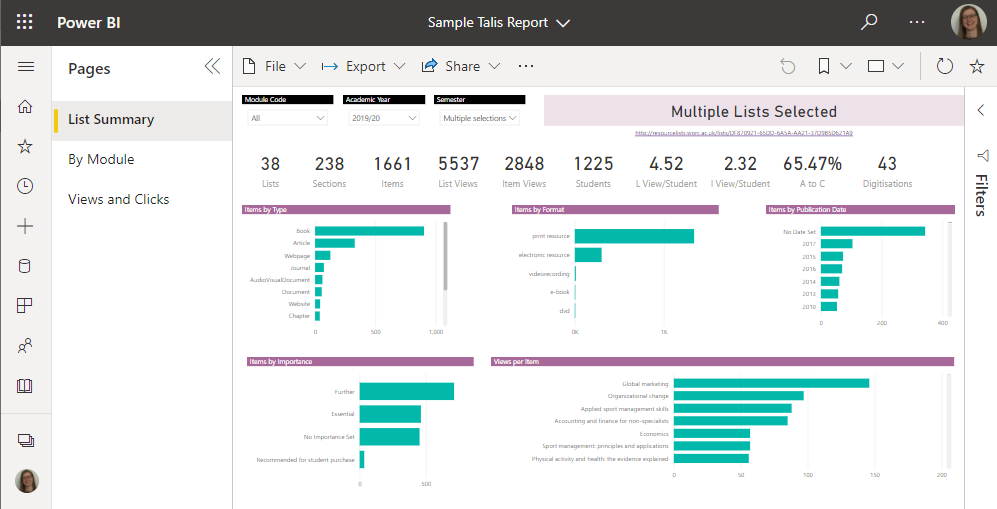 Power BI
Sample Talis Report
Pages
List Summary
By Module
Views and Clicks
File
Export
Share
Module Code
All
Academic Year
2019/20
Semester
Multiple selections
Multiple Lists Selected
38
Lists
238
Sections
1661
Items
5537
List Views
2848
Item Views
1225
Students
4.52
L View/Student
2.32
I View/Student
65.47%
A to C
43
Digitisations
Filters
Items by Type
Book
Article
Webpage
Journal
AudioVisualDocument
Document
Website
Chapter
0 500 1,000
Items by Format
print resource
electronic resource
videorecording
e-book
dvd
0K 1K
Items by Publication Date
No Date Set
2017
2015
2016
2014
2013
2010
0 200 400
Items by Importance
Further
Essential
No Importance Set
Recommended for student purchase
0 500
Views per Item
Global marketing
Organizational change
Applied sport management skills
Accounting and finance for non-specialists
Economics
Sport management: principles and applications
Physical activity and health: the evidence explained
0 50 100 150 200